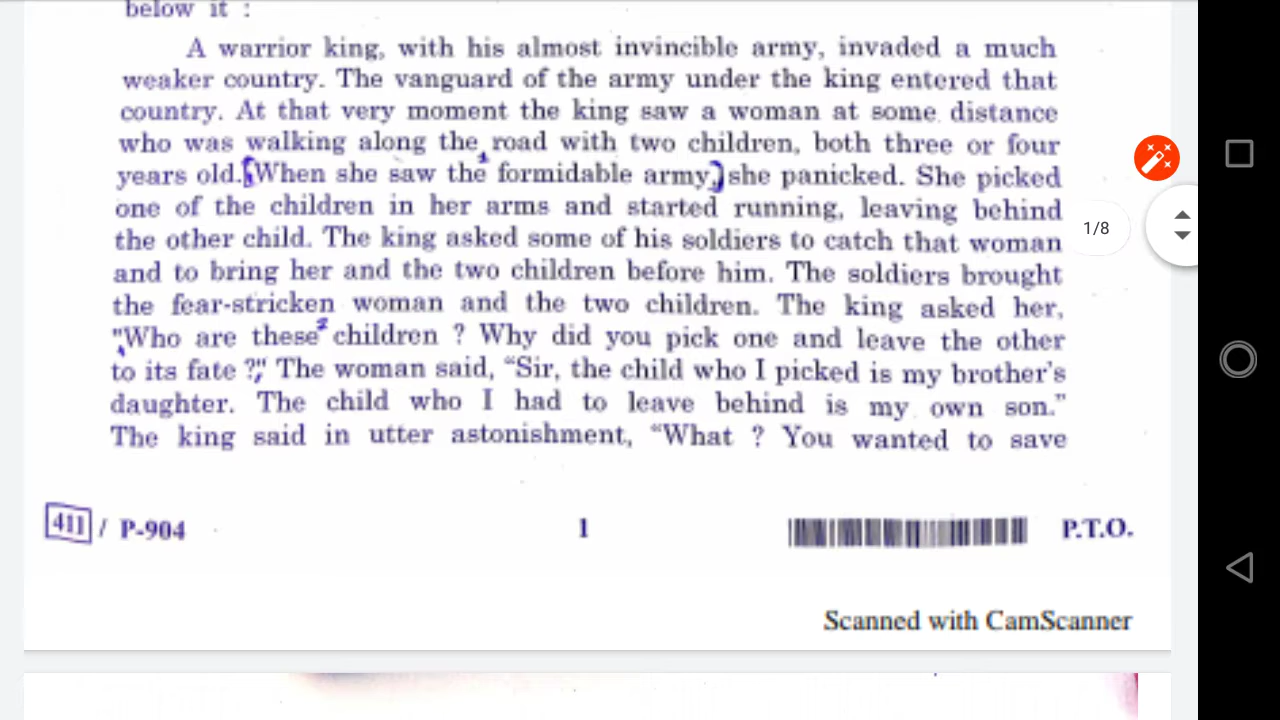 below it :
A warrior king, with his almost invincible army, invaded a much
weaker country. The vanguard of the army under the king entered that
country. At that very moment the king saw a woman at some distance
who was walking along the road with two children, both three or four
years old. When she saw the formidable army, she panicked. She picked
one of the children in her arms and started running, leaving behind
the other child. The king asked some of his soldiers to catch that woman
and to bring her and the two children before him. The soldiers brought
the fear-stricken woman and the two children. The king asked her,
"Who are these children ? Why did you pick one and leave the other
to its fate ?" The woman said, “Sir, the child who I picked is my brother's
daughter. The child who I had to leave behind is my own son.”
The king said in utter astonishment, “What ? You wanted to save
411 / P-904 1 P.T.O.
Scanned with CamScanner
1/8